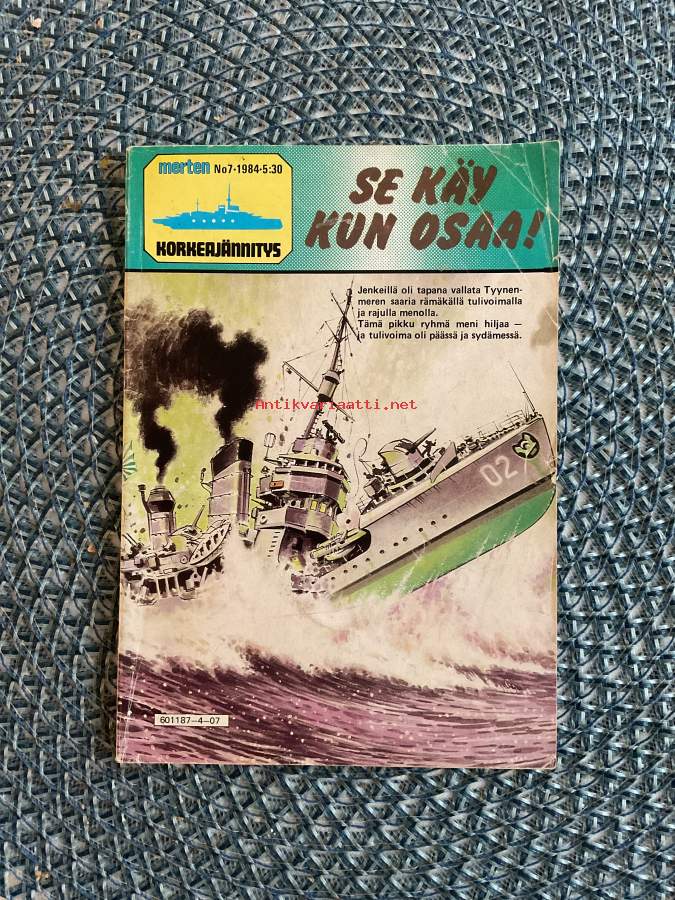 merten No7·1984·5:30
KORKEAJÄNNITYS
SE KÄY
KUN OSAA!
Jenkeillä oli tapana vallata Tyynen-
meren saaria rämäkällä tulivoimalla
ja rajulla menolla.
Tämä pikku ryhmä meni hiljaa —
ja tulivoima oli päässä ja sydämessä.
Antikvariaatti.net
02
601187—4—07